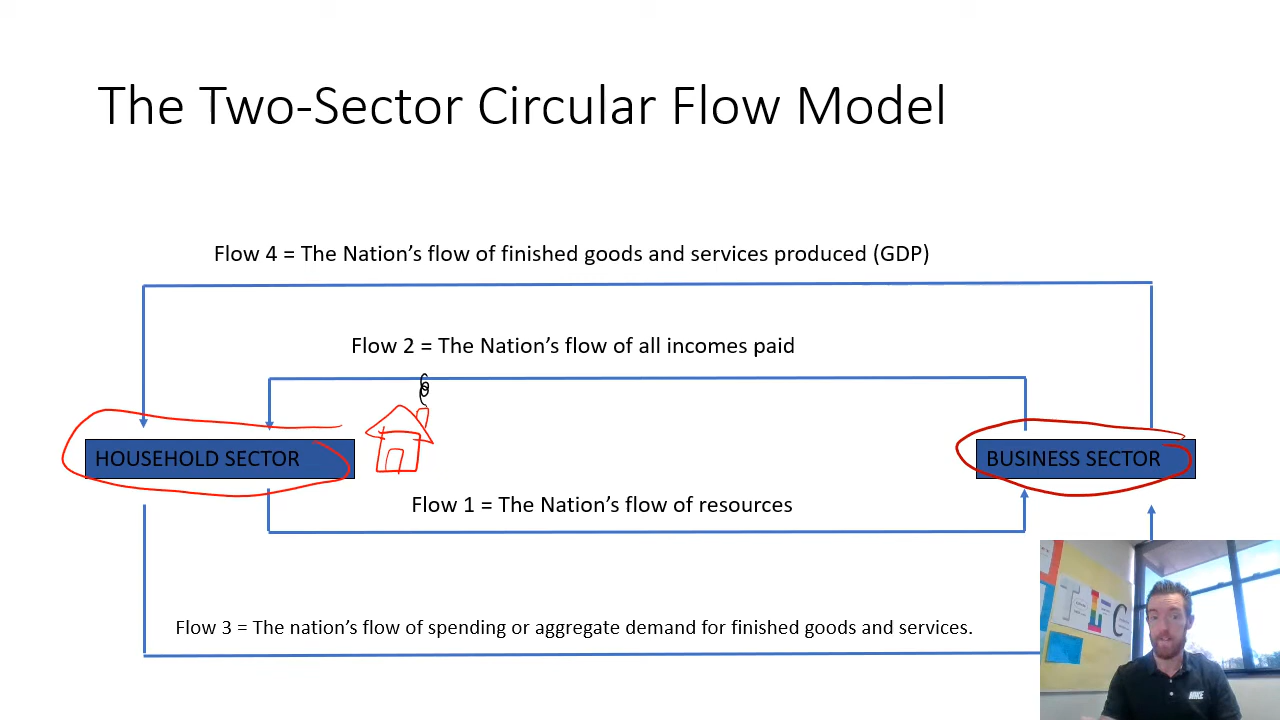 The Two-Sector Circular Flow Model
Flow 4 = The Nation's flow of finished goods and services produced (GDP)
Flow 2 = The Nation's flow of all incomes paid
HOUSEHOLD SECTOR
BUSINESS SECTOR
Flow 1 = The Nation's flow of resources
Flow 3 = The nation's flow of spending or aggregate demand for finished goods and services.